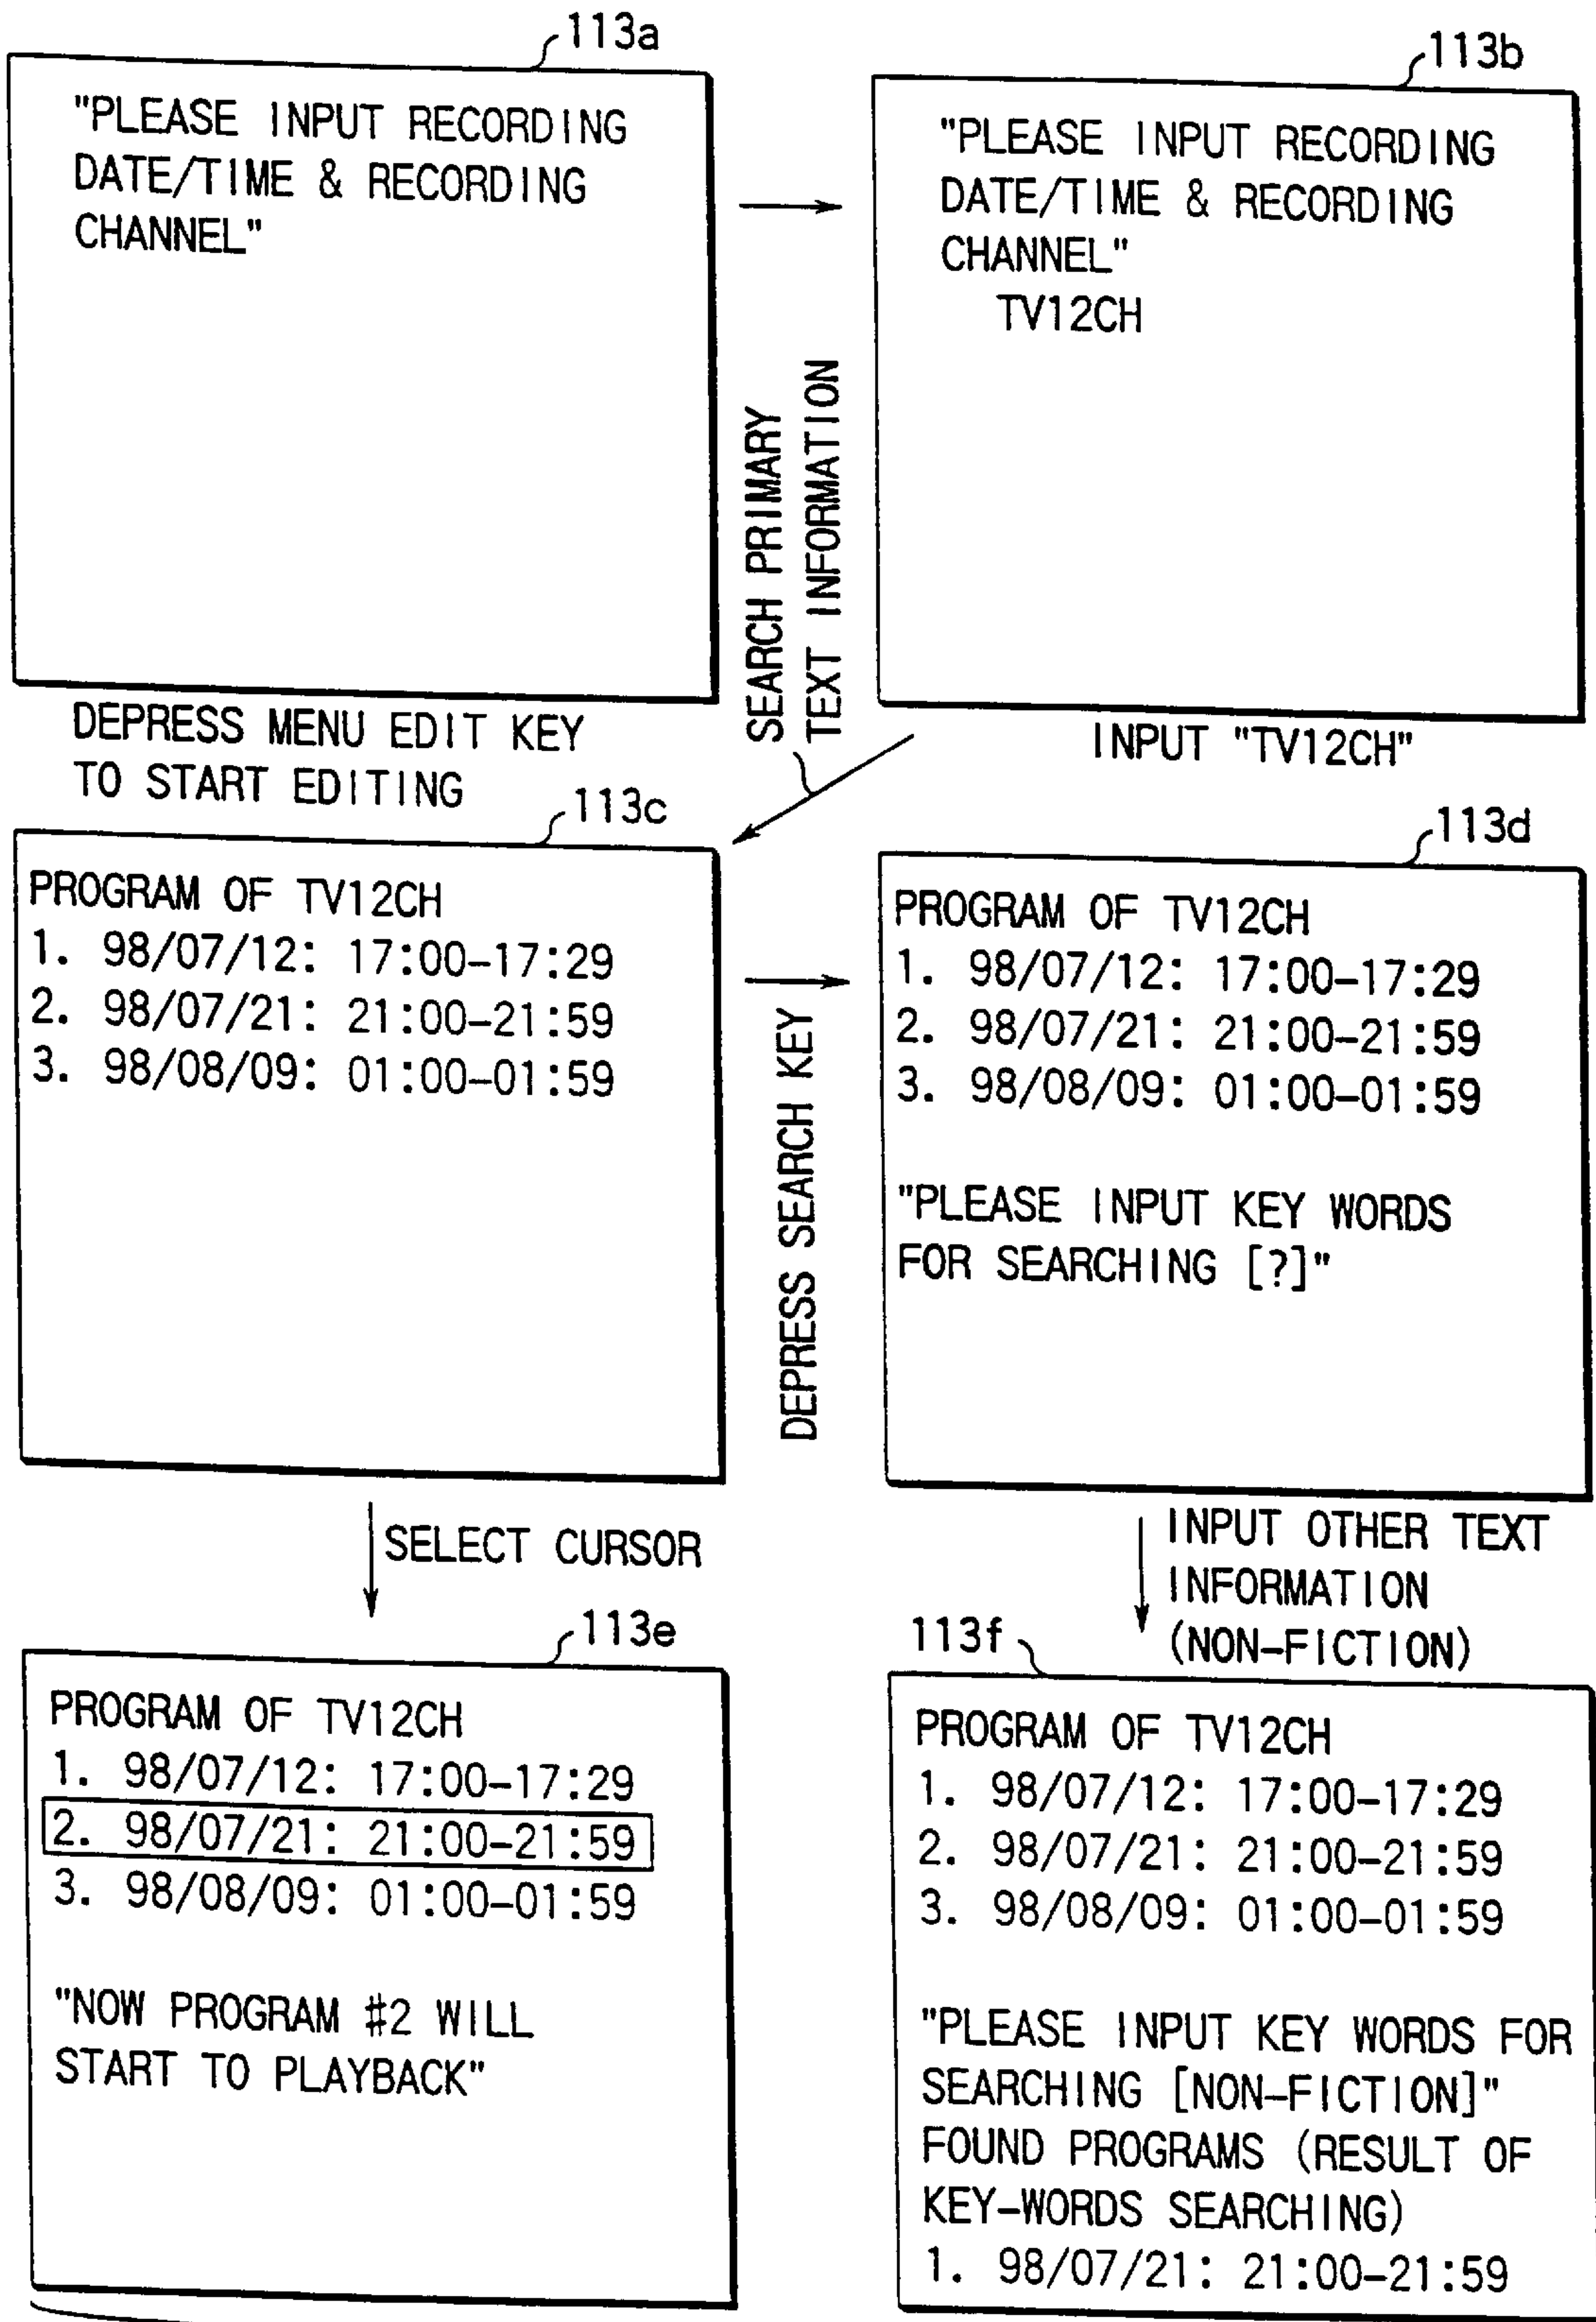 113a
"PLEASE INPUT RECORDING
DATE/TIME & RECORDING
CHANNEL"
DEPRESS MENU EDIT KEY
TO START EDITING
113b
"PLEASE INPUT RECORDING
DATE/TIME & RECORDING
CHANNEL"
TV12CH
INPUT "TV12CH"
SEARCH PRIMARY
TEXT INFORMATION
113c
PROGRAM OF TV12CH
1. 98/07/12: 17:00-17:29
2. 98/07/21: 21:00-21:59
3. 98/08/09: 01:00-01:59
DEPRESS SEARCH KEY
113d
PROGRAM OF TV12CH
1. 98/07/12: 17:00-17:29
2. 98/07/21: 21:00-21:59
3. 98/08/09: 01:00-01:59
"PLEASE INPUT KEY WORDS
FOR SEARCHING [?]"
SELECT CURSOR
113e
PROGRAM OF TV12CH
1. 98/07/12: 17:00-17:29
2. 98/07/21: 21:00-21:59
3. 98/08/09: 01:00-01:59
"NOW PROGRAM #2 WILL
START TO PLAYBACK"
INPUT OTHER TEXT
INFORMATION
(NON-FICTION)
113f
PROGRAM OF TV12CH
1. 98/07/12: 17:00-17:29
2. 98/07/21: 21:00-21:59
3. 98/08/09: 01:00-01:59
"PLEASE INPUT KEY WORDS FOR
SEARCHING [NON-FICTION]"
FOUND PROGRAMS (RESULT OF
KEY-WORDS SEARCHING)
1. 98/07/21: 21:00-21:59